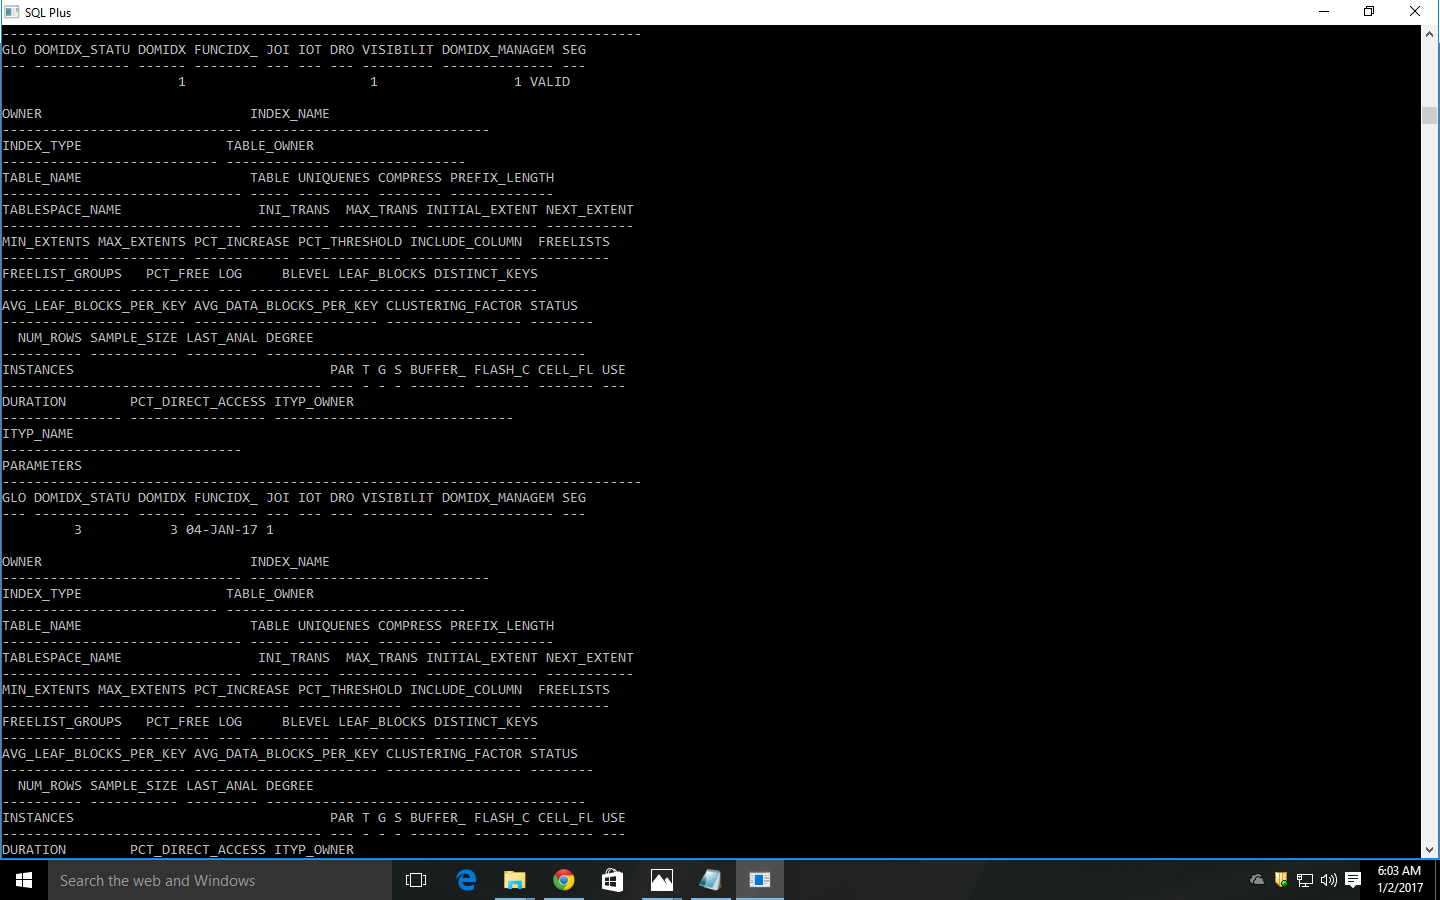 SQL Plus
--------------------------------------------------------------------------------
GLO DOMIDX_STATU DOMIDX FUNCIDX_ JOI IOT DRO VISIBILIT DOMIDX_MANAGEM SEG
--- ------------ ------ -------- --- --- --- --------- -------------- ---
                      1                       1                 1 VALID
OWNER                          INDEX_NAME
------------------------------ ------------------------------
INDEX_TYPE                  TABLE_OWNER
--------------------------- ------------------------------
TABLE_NAME                     TABLE UNIQUENES COMPRESS PREFIX_LENGTH
------------------------------ ----- --------- -------- -------------
TABLESPACE_NAME                 INI_TRANS  MAX_TRANS INITIAL_EXTENT NEXT_EXTENT
------------------------------ ---------- ---------- -------------- -----------
MIN_EXTENTS MAX_EXTENTS PCT_INCREASE PCT_THRESHOLD INCLUDE_COLUMN  FREELISTS
----------- ----------- ------------ ------------- -------------- ----------
FREELIST_GROUPS   PCT_FREE LOG     BLEVEL LEAF_BLOCKS DISTINCT_KEYS
--------------- ---------- --- ---------- ----------- -------------
AVG_LEAF_BLOCKS_PER_KEY AVG_DATA_BLOCKS_PER_KEY CLUSTERING_FACTOR STATUS
----------------------- ----------------------- ----------------- --------
  NUM_ROWS SAMPLE_SIZE LAST_ANAL DEGREE
---------- ----------- --------- ----------------------------------------
INSTANCES                                PAR T G S BUFFER_ FLASH_C CELL_FL USE
---------------------------------------- --- - - - ------- ------- ------- ---
DURATION        PCT_DIRECT_ACCESS ITYP_OWNER
--------------- ----------------- ------------------------------
ITYP_NAME
------------------------------
PARAMETERS
--------------------------------------------------------------------------------
GLO DOMIDX_STATU DOMIDX FUNCIDX_ JOI IOT DRO VISIBILIT DOMIDX_MANAGEM SEG
--- ------------ ------ -------- --- --- --- --------- -------------- ---
         3           3 04-JAN-17 1
OWNER                          INDEX_NAME
------------------------------ ------------------------------
INDEX_TYPE                  TABLE_OWNER
--------------------------- ------------------------------
TABLE_NAME                     TABLE UNIQUENES COMPRESS PREFIX_LENGTH
------------------------------ ----- --------- -------- -------------
TABLESPACE_NAME                 INI_TRANS  MAX_TRANS INITIAL_EXTENT NEXT_EXTENT
------------------------------ ---------- ---------- -------------- -----------
MIN_EXTENTS MAX_EXTENTS PCT_INCREASE PCT_THRESHOLD INCLUDE_COLUMN  FREELISTS
----------- ----------- ------------ ------------- -------------- ----------
FREELIST_GROUPS   PCT_FREE LOG     BLEVEL LEAF_BLOCKS DISTINCT_KEYS
--------------- ---------- --- ---------- ----------- -------------
AVG_LEAF_BLOCKS_PER_KEY AVG_DATA_BLOCKS_PER_KEY CLUSTERING_FACTOR STATUS
----------------------- ----------------------- ----------------- --------
  NUM_ROWS SAMPLE_SIZE LAST_ANAL DEGREE
---------- ----------- --------- ----------------------------------------
INSTANCES                                PAR T G S BUFFER_ FLASH_C CELL_FL USE
---------------------------------------- --- - - - ------- ------- ------- ---
DURATION        PCT_DIRECT_ACCESS ITYP_OWNER
Search the web and Windows
6:03 AM
1/2/2017